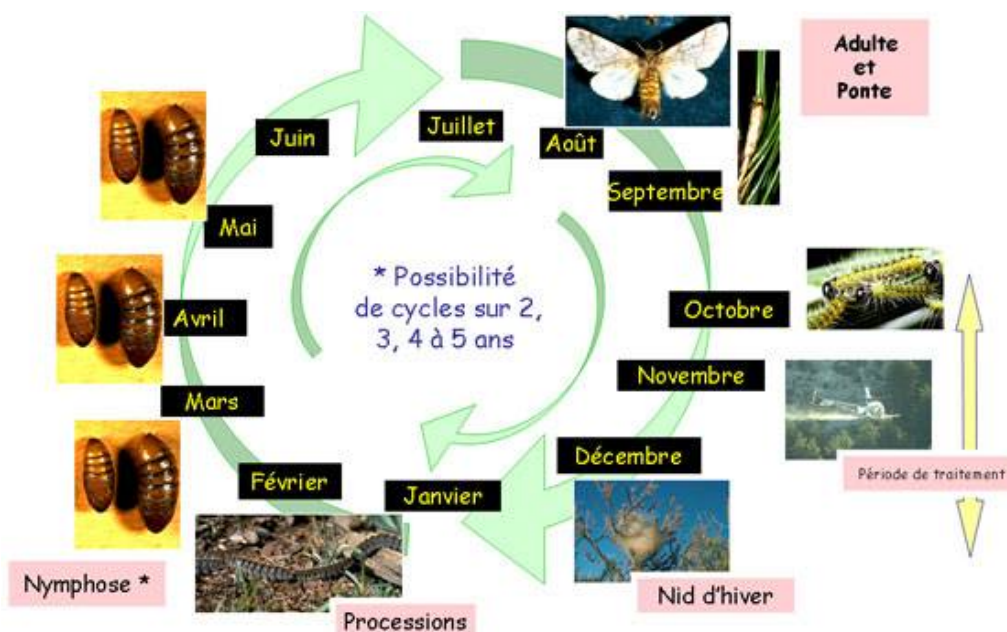 Adulte
et
Ponte
Juillet
Août
Septembre
Octobre
Novembre
Période de traitement
Décembre
Nid d'hiver
Janvier
Processions
Février
Nymphose *
Mars
Avril
Mai
Juin
* Possibilité
de cycles sur 2,
3, 4 à 5 ans